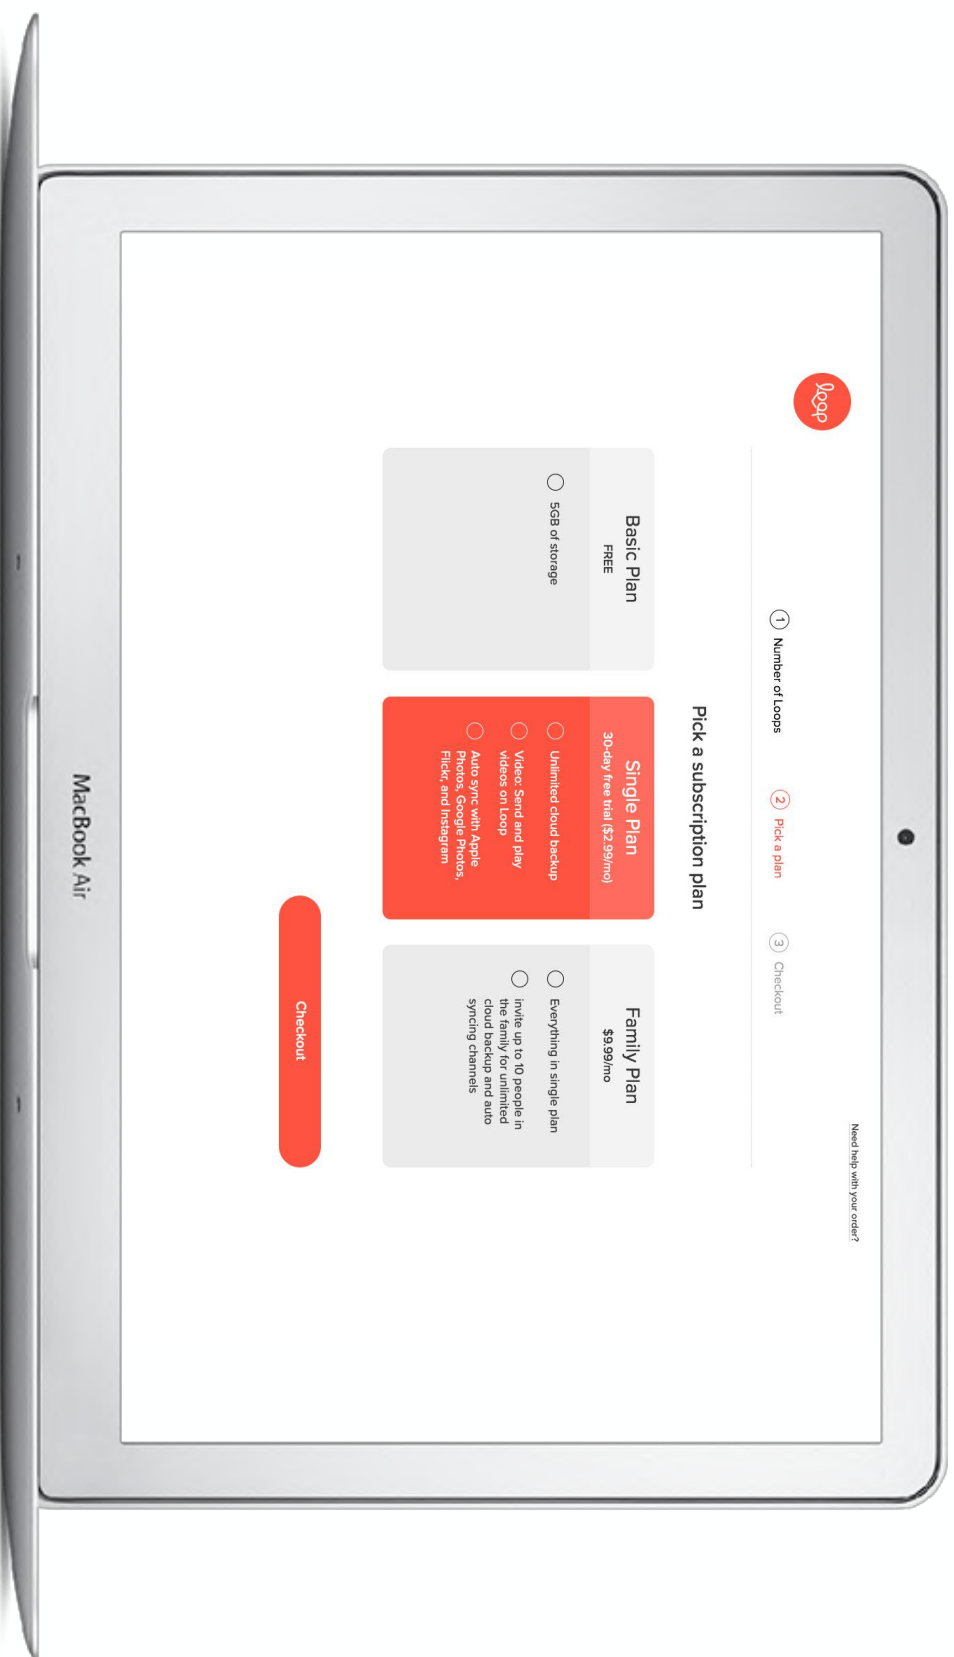 Need help with your order?
loop
1 Number of Loops
2 Pick a plan
3 Checkout
Pick a subscription plan
Basic Plan
FREE
5GB of storage
Single Plan
30-day free trial ($2.99/mo)
Unlimited cloud backup
Video: Send and play
videos on Loop
Auto sync with Apple
Photos, Google Photos,
Flickr, and Instagram
Family Plan
$9.99/mo
Everything in single plan
invite up to 10 people in
the family for unlimited
cloud backup and auto
syncing channels
Checkout
MacBook Air